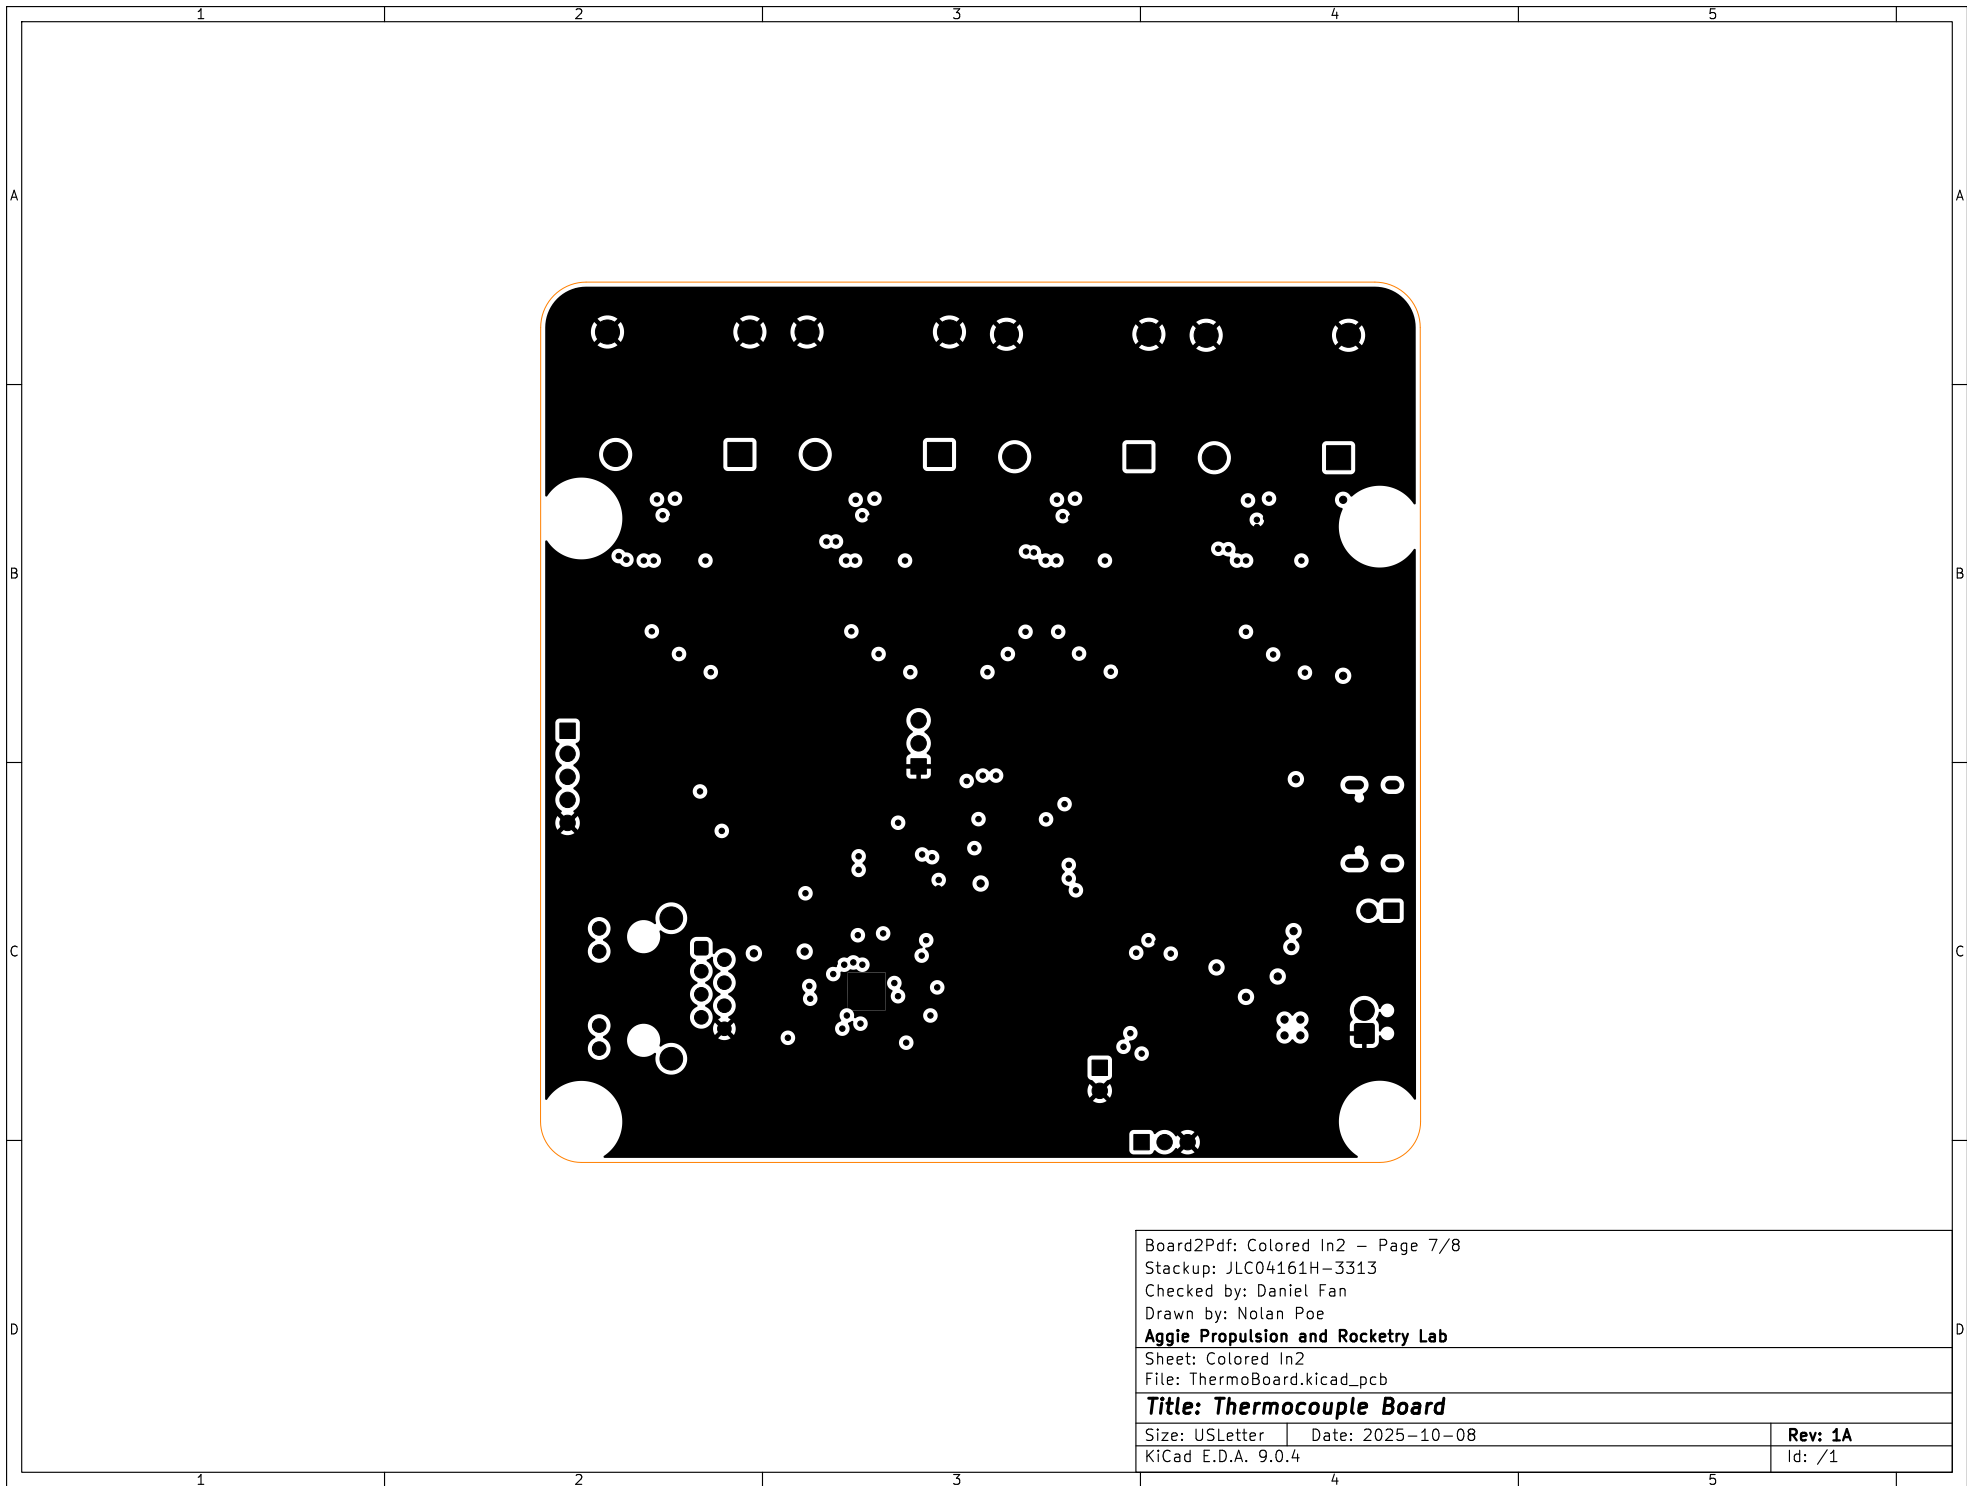 1 2 3 4 5
A A
B B
C C
D D
Board2Pdf: Colored In2 - Page 7/8
Stackup: JLC04161H-3313
Checked by: Daniel Fan
Drawn by: Nolan Poe
Aggie Propulsion and Rocketry Lab
Sheet: Colored In2
File: ThermoBoard.kicad_pcb
Title: Thermocouple Board
Size: USLetter Date: 2025-10-08 Rev: 1A
KiCad E.D.A. 9.0.4 Id: /1
1 2 3 4 5